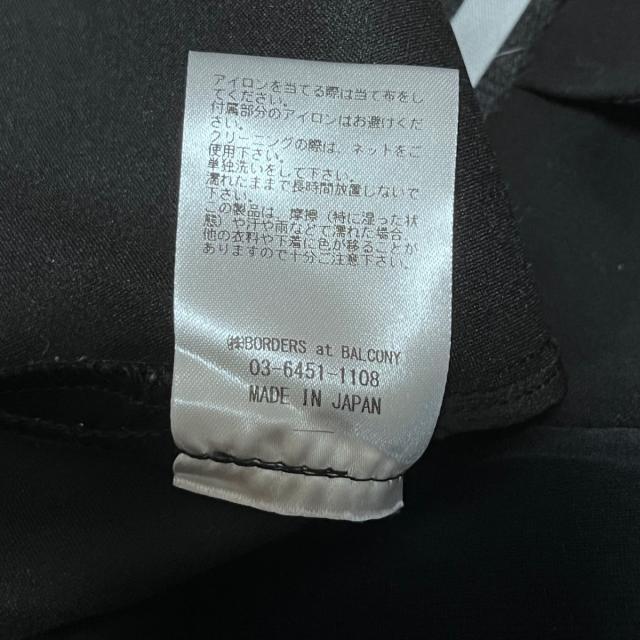 アイロンを当てる際は当て布をし
てください。
付属部分のアイロンはお避けくだ
さい。
クリーニングの際は、ネットをご
使用下さい。
単独洗いをして下さい。
濡れたままで長時間放置しないで
下さい。
この製品は、摩擦（特に湿った状
態）や汗や雨などで濡れた場合、
他の衣料や下着に色が移ることが
ありますので十分ご注意下さい。
㈱BORDERS at BALCONY
03-6451-1108
MADE IN JAPAN